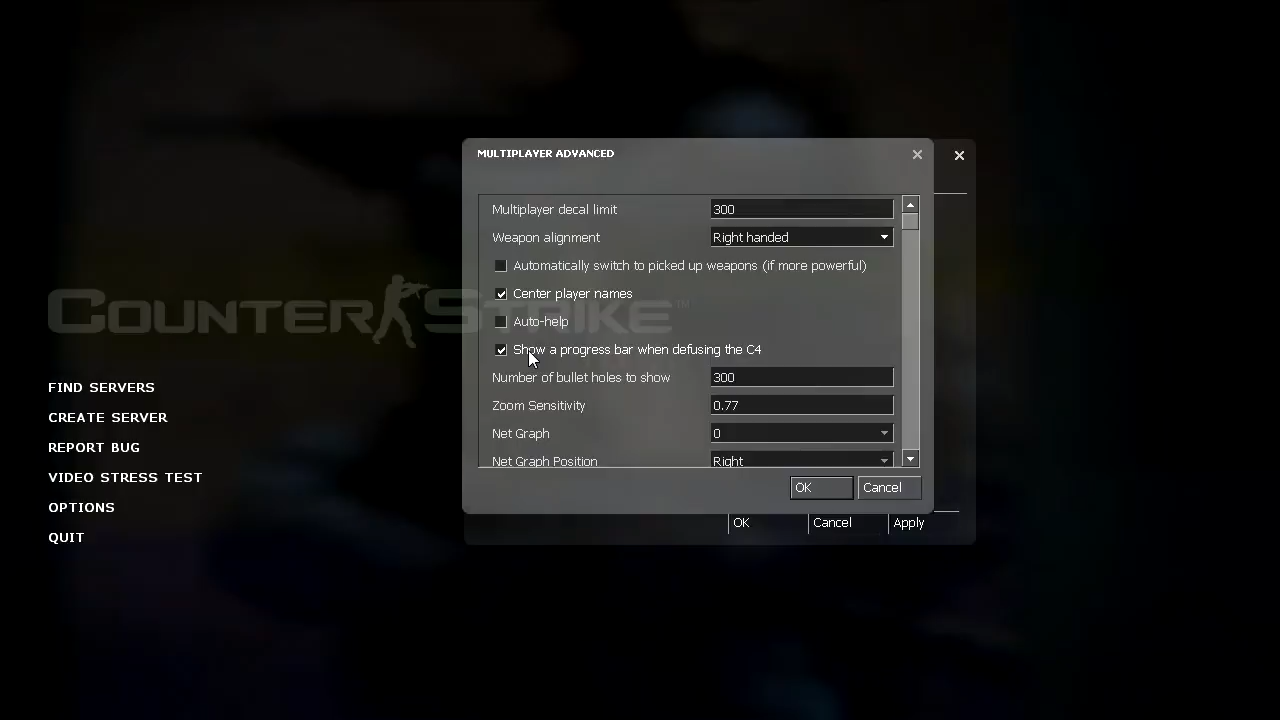 MULTIPLAYER ADVANCED
Multiplayer decal limit 300
Weapon alignment Right handed
Automatically switch to picked up weapons (if more powerful)
Center player names
COUNTER STRIKE™
Auto-help
Show a progress bar when defusing the C4
Number of bullet holes to show 300
FIND SERVERS
Zoom Sensitivity 0.77
CREATE SERVER
Net Graph 0
REPORT BUG
Net Graph Position Right
VIDEO STRESS TEST
OK Cancel
OPTIONS
OK Cancel Apply
QUIT